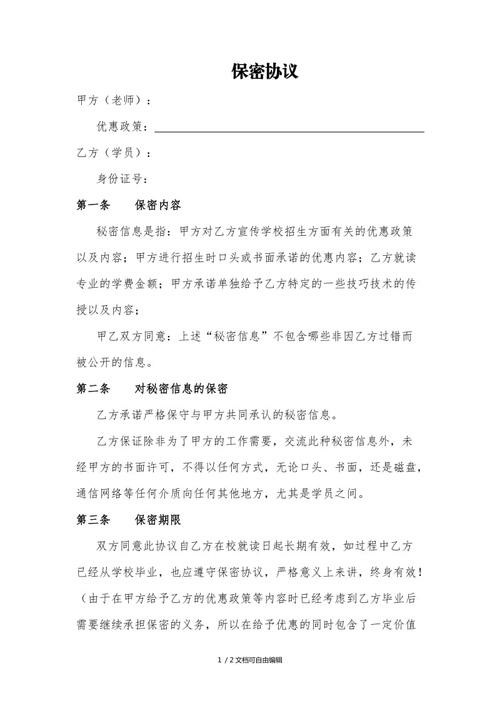 保密协议
甲方（老师）：
优惠政策：
乙方（学员）：
身份证号：
第一条 保密内容
秘密信息是指：甲方对乙方宣传学校招生方面有关的优惠政策
以及内容；甲方进行招生时口头或书面承诺的优惠内容；乙方就读
专业的学费金额；甲方承诺单独给予乙方特定的一些技巧技术的传
授以及内容；
甲乙双方同意：上述“秘密信息”不包含哪些非因乙方过错而
被公开的信息。
第二条 对秘密信息的保密
乙方承诺严格保守与甲方共同承认的秘密信息。
乙方保证除非为了甲方的工作需要，交流此种秘密信息外，未
经甲方的书面许可，不得以任何方式，无论口头、书面，还是磁盘，
通信网络等任何介质向任何其他地方，尤其是学员之间。
第三条 保密期限
双方同意此协议自乙方在校就读日起长期有效，如过程中乙方
已经从学校毕业，也应遵守保密协议，严格意义上来讲，终身有效！
（由于在甲方给予乙方的优惠政策等内容时已经考虑到乙方毕业后
需要继续承担保密的义务，所以在给予优惠的同时包含了一定价值
1 / 2文档可自由编辑